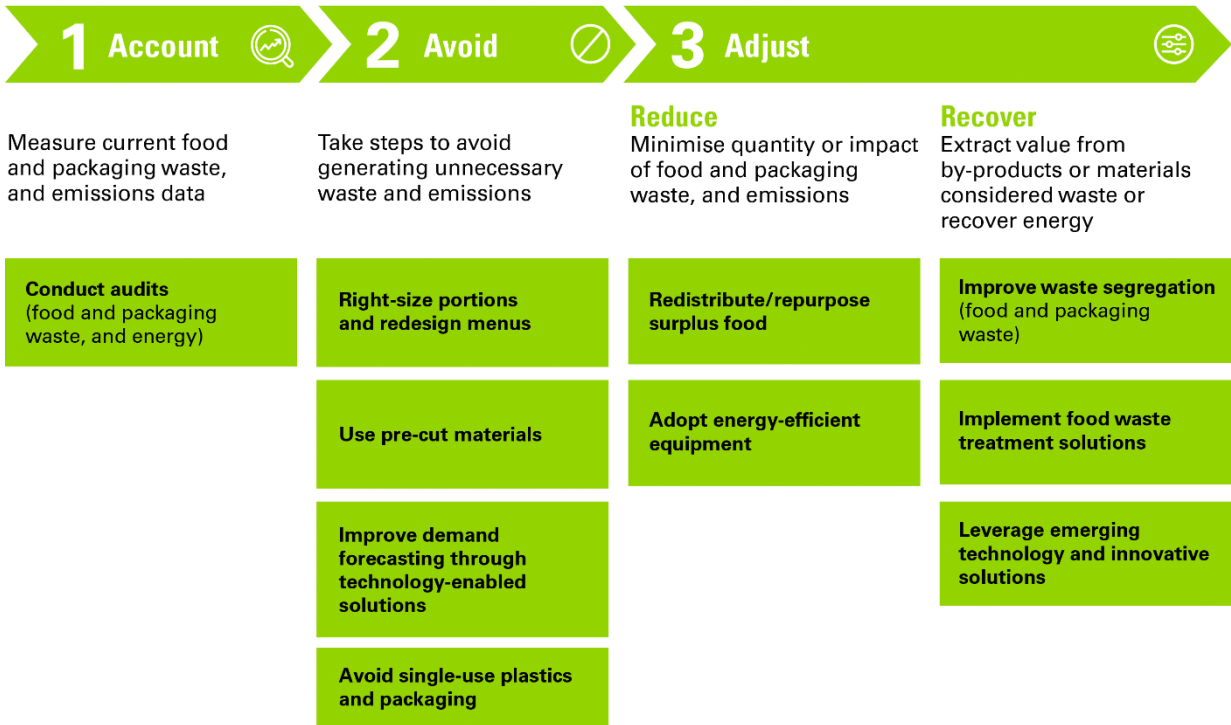 1 Account
2 Avoid
3 Adjust
Measure current food
and packaging waste,
and emissions data
Take steps to avoid
generating unnecessary
waste and emissions
Reduce
Minimise quantity or impact
of food and packaging
waste, and emissions
Recover
Extract value from
by-products or materials
considered waste or
recover energy
Conduct audits
(food and packaging
waste, and energy)
Right-size portions
and redesign menus
Use pre-cut materials
Improve demand
forecasting through
technology-enabled
solutions
Avoid single-use plastics
and packaging
Redistribute/repurpose
surplus food
Adopt energy-efficient
equipment
Improve waste segregation
(food and packaging
waste)
Implement food waste
treatment solutions
Leverage emerging
technology and innovative
solutions